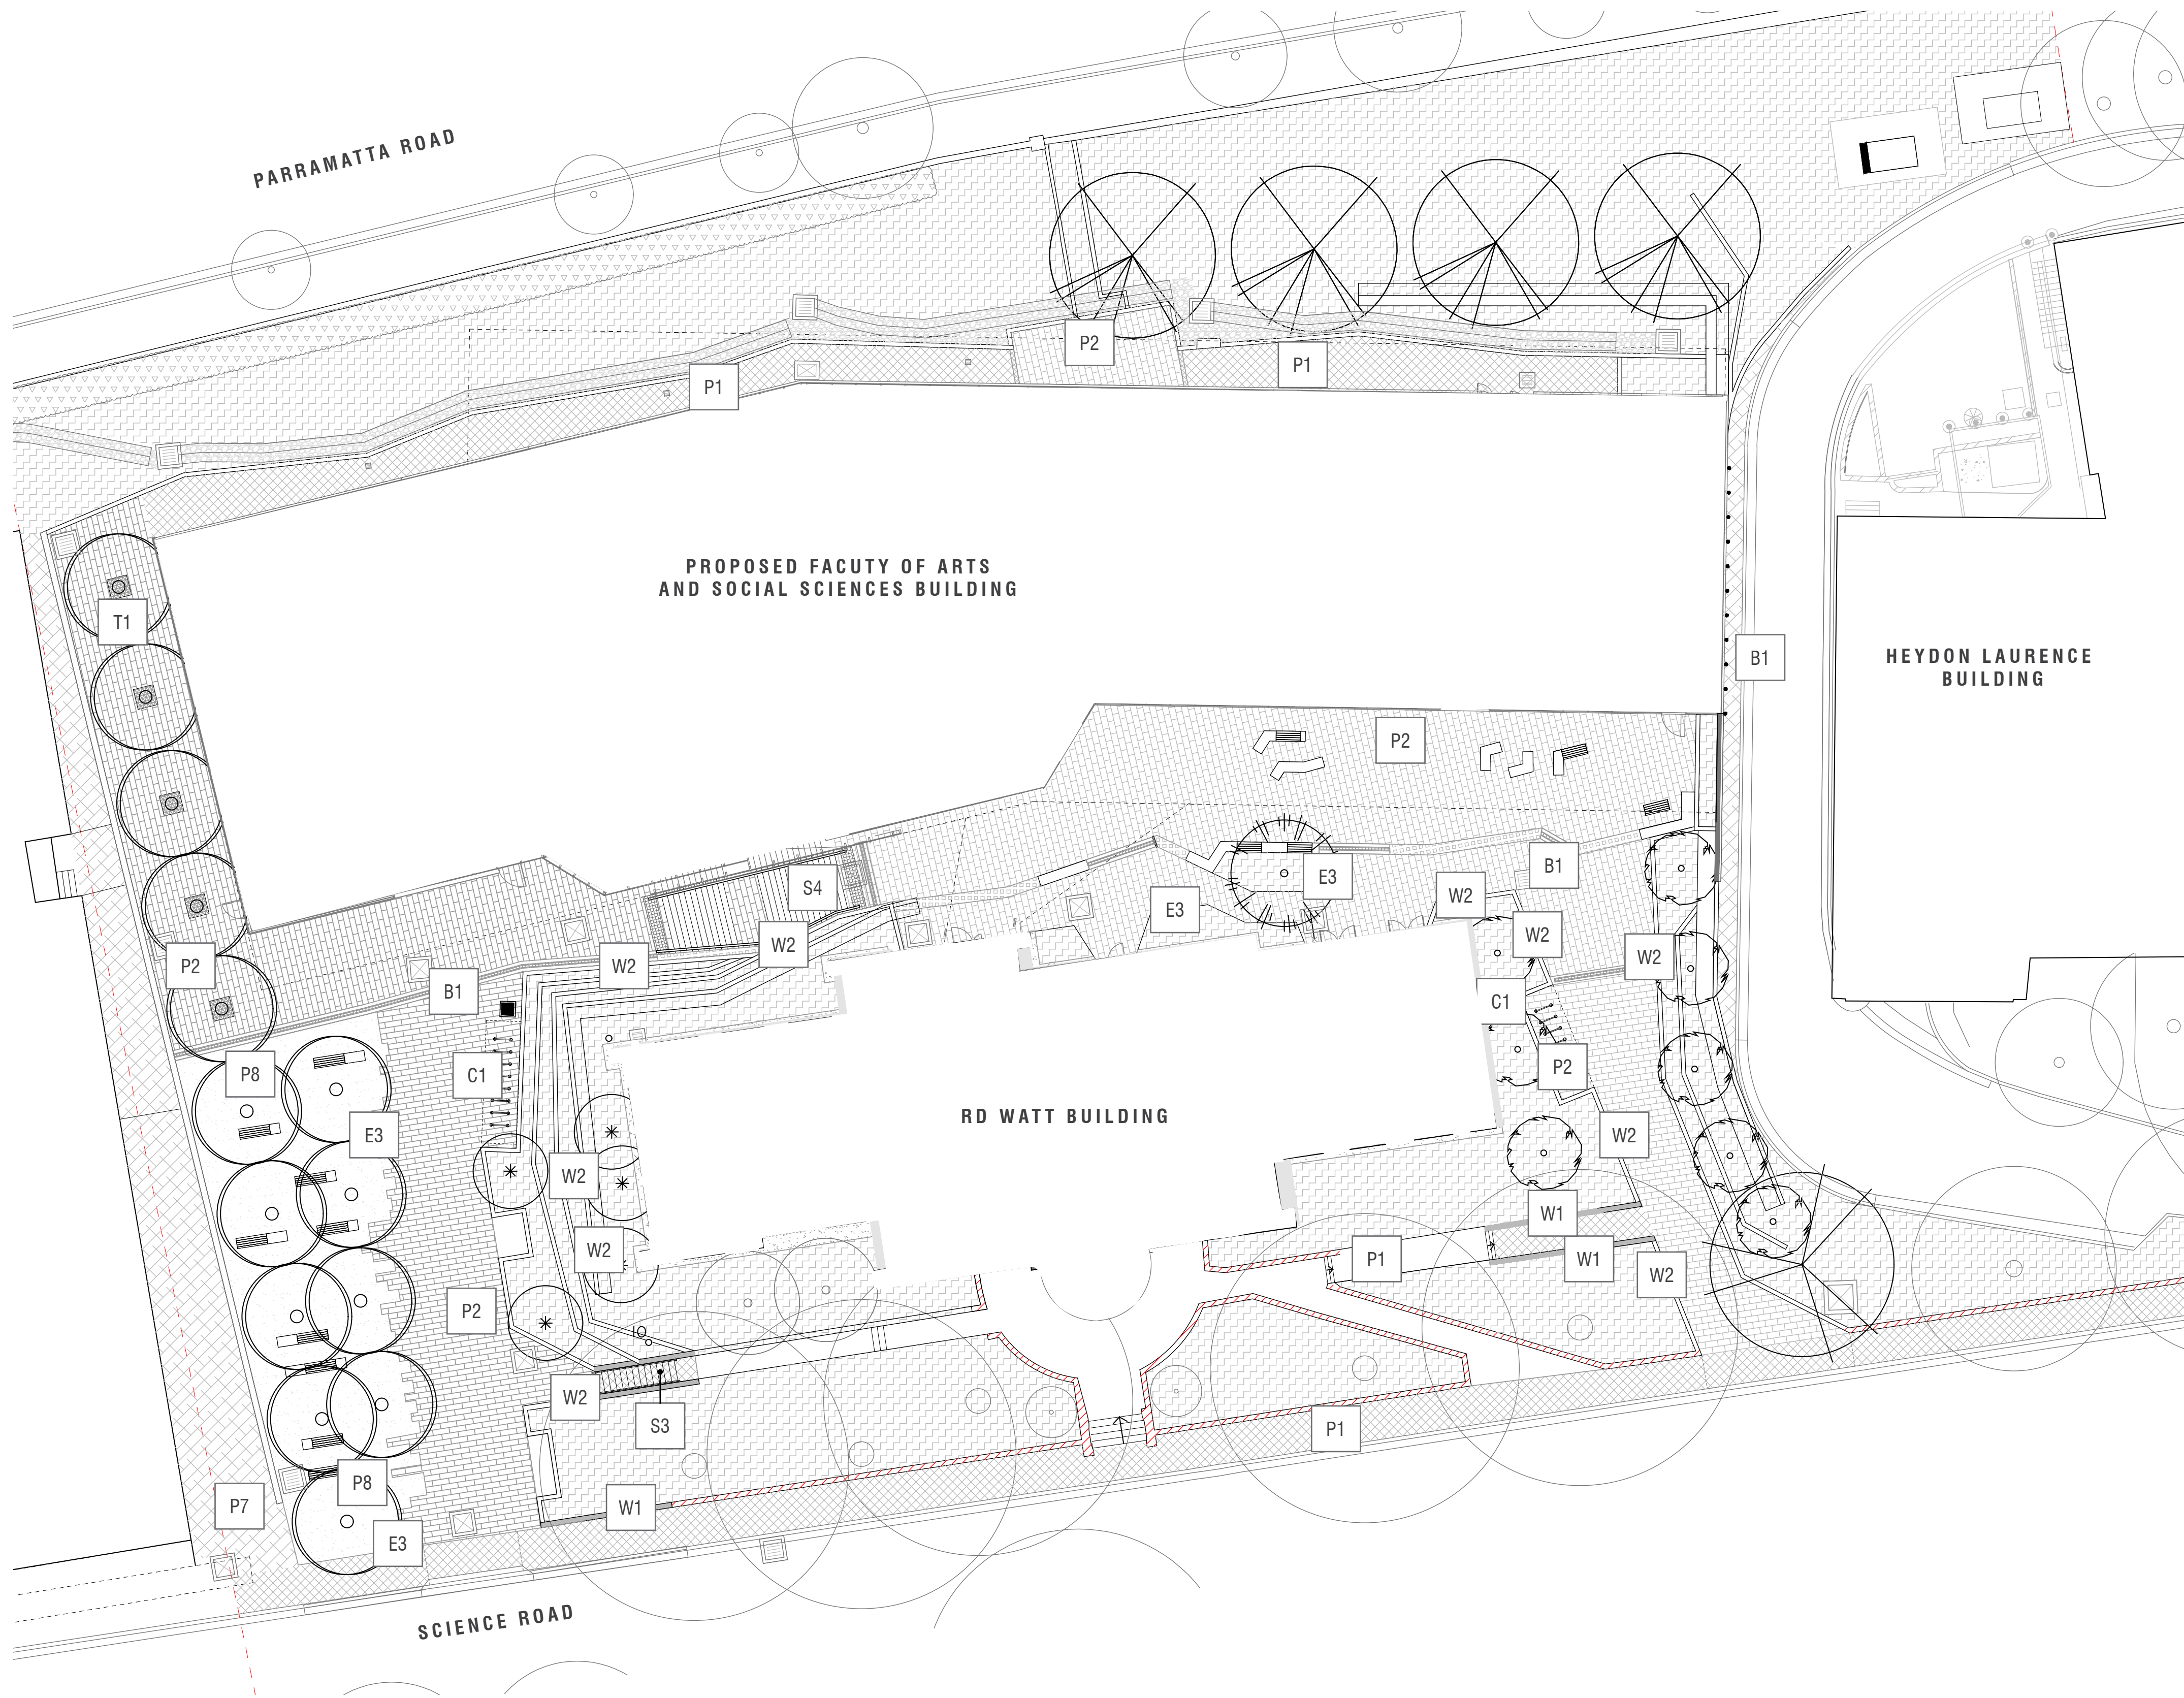 PARRAMATTA ROAD
P2
P1
P1
PROPOSED FACUTY OF ARTS
AND SOCIAL SCIENCES BUILDING
T1
B1
HEYDON LAURENCE
BUILDING
P2
S4
E3
B1
W2
E3
W2
W2
W2
W2
P2
B1
C1
P8
C1
P2
RD WATT BUILDING
E3
W2
W2
W1
W2
P1
W1
W2
P2
W2
S3
P1
P8
P7
W1
E3
SCIENCE ROAD